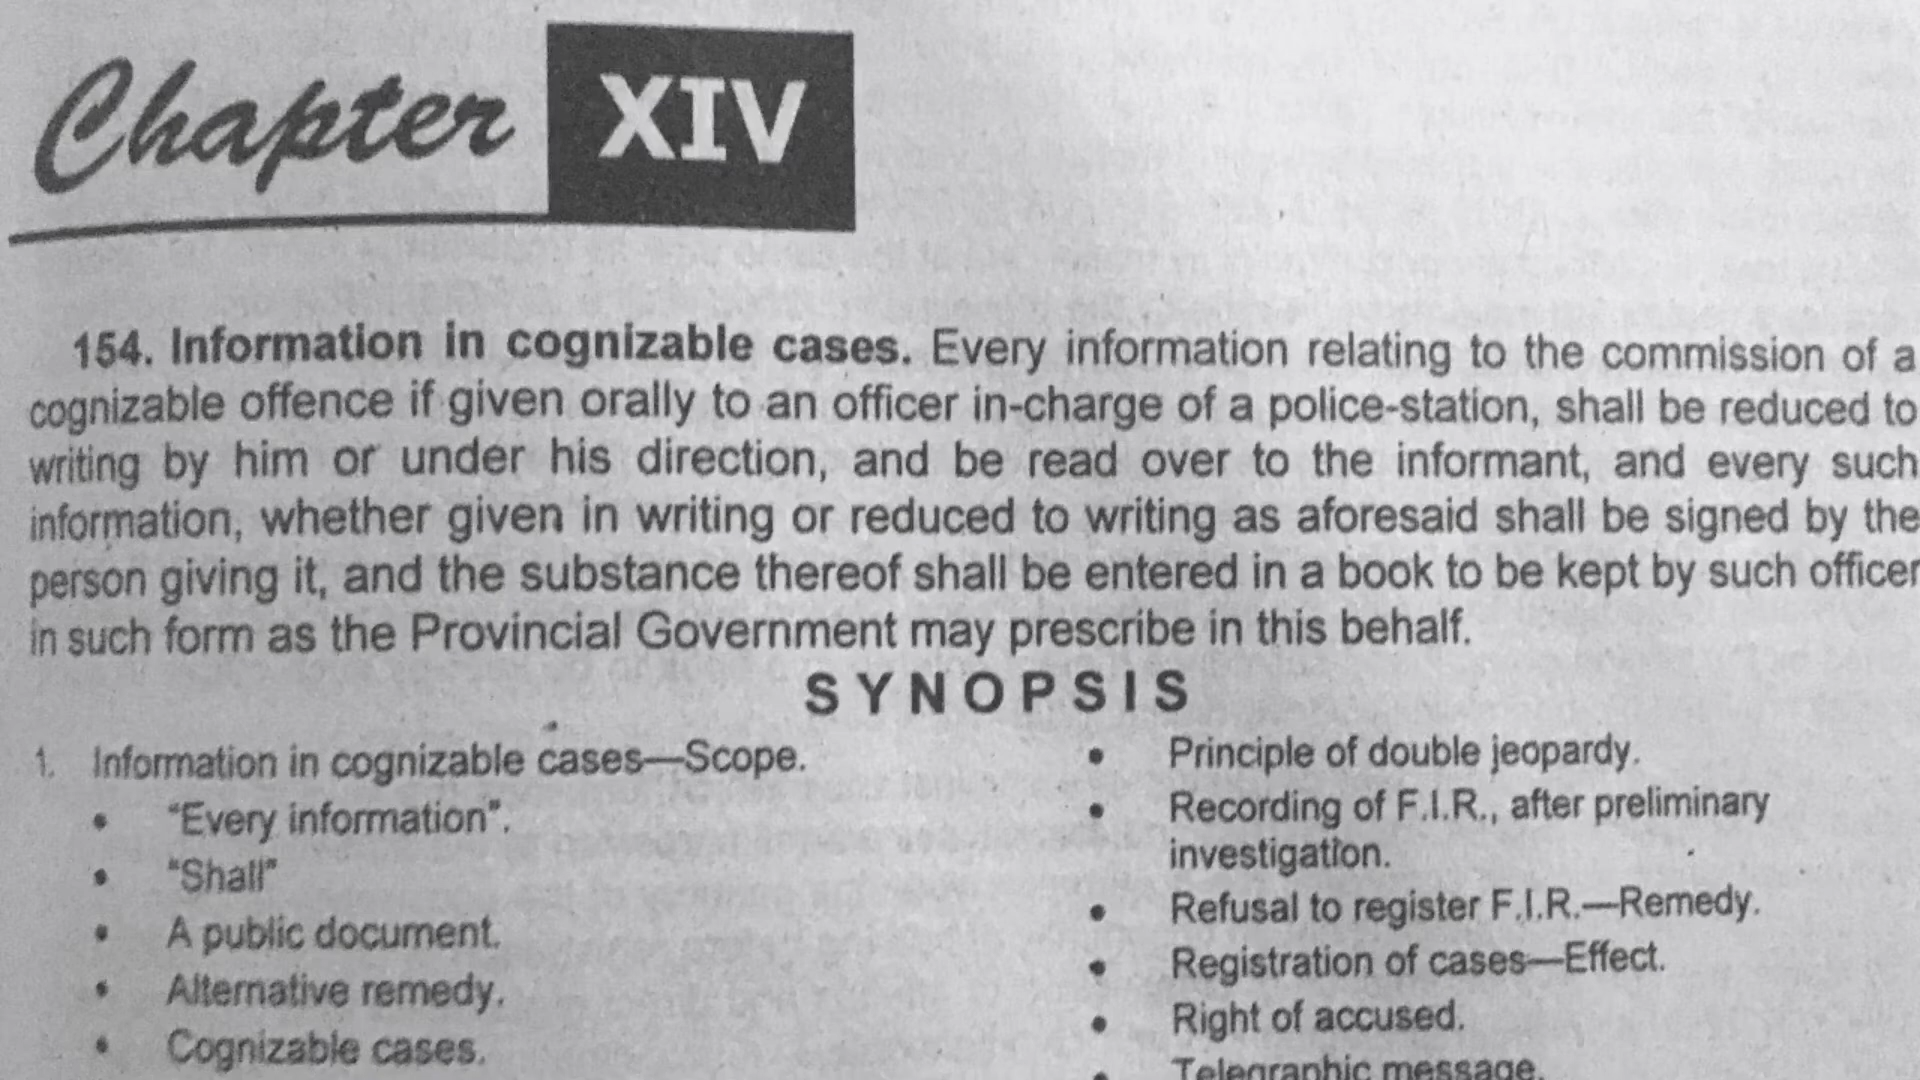 Chapter XIV
154. Information in cognizable cases. Every information relating to the commission of a
cognizable offence if given orally to an officer in-charge of a police-station, shall be reduced to
writing by him or under his direction, and be read over to the informant, and every such
information, whether given in writing or reduced to writing as aforesaid shall be signed by the
person giving it, and the substance thereof shall be entered in a book to be kept by such officer
in such form as the Provincial Government may prescribe in this behalf.
SYNOPSIS
1. Information in cognizable cases—Scope.
• "Every information".
• "Shall"
• A public document.
• Alternative remedy.
• Cognizable cases.
• Principle of double jeopardy.
• Recording of F.I.R., after preliminary
investigation.
• Refusal to register F.I.R.—Remedy.
• Registration of cases—Effect.
• Right of accused.
• Telegraphic message.